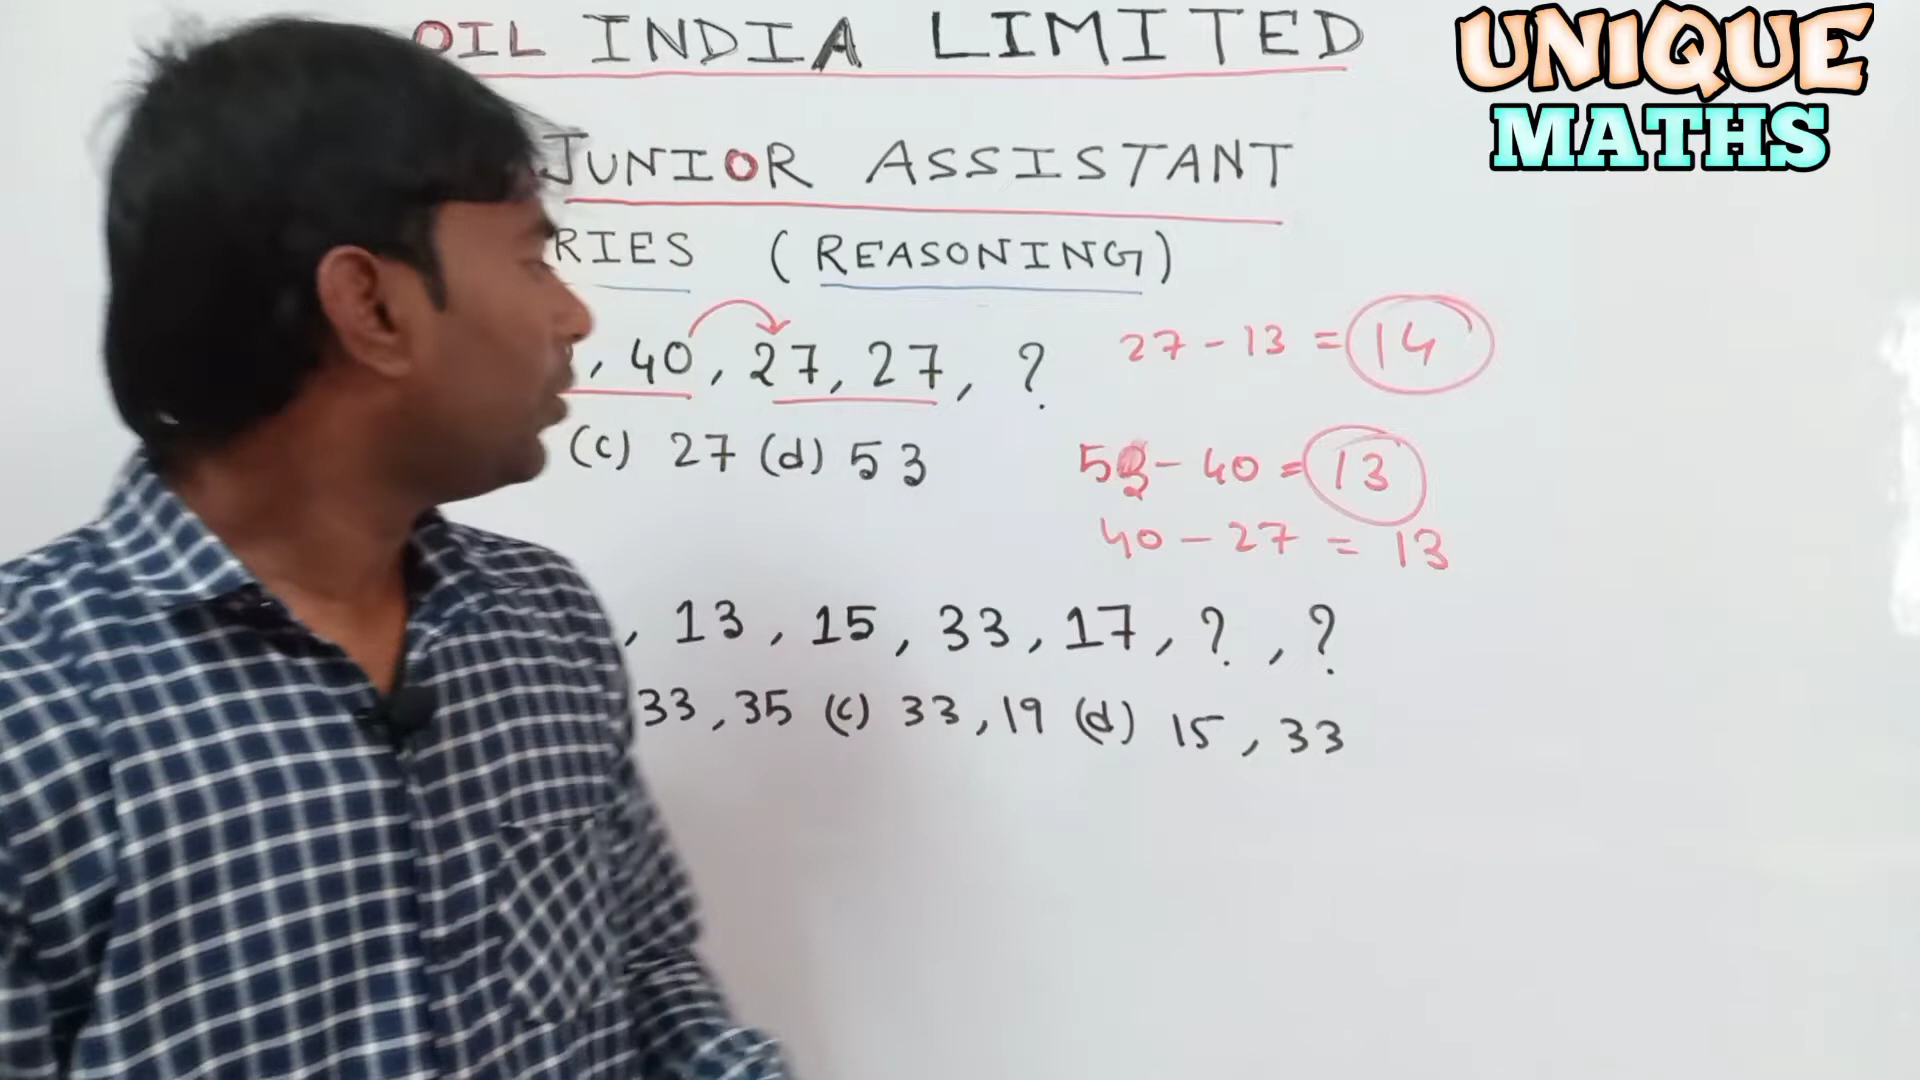 OIL INDIA LIMITED
UNIQUE
MATHS
JUNIOR ASSISTANT
RIES (REASONING)
, 40, 27, 27, ?
27 - 13 = 14
(c) 27 (d) 53
53 - 40 = 13
40 - 27 = 13
, 13, 15, 33, 17, ?, ?
33, 35 (c) 33, 19 (d) 15, 33